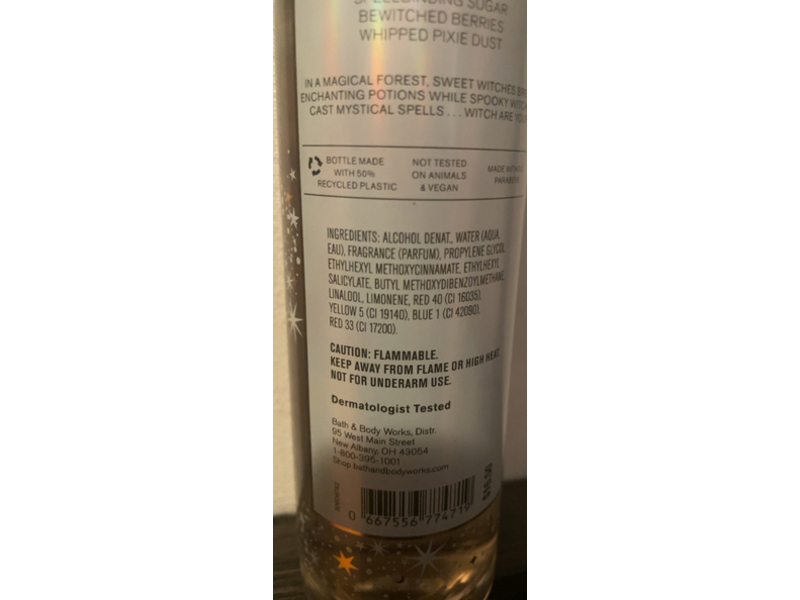 SPELLBINDING SUGAR
BEWITCHED BERRIES
WHIPPED PIXIE DUST
IN A MAGICAL FOREST, SWEET WITCHES
ENCHANTING POTIONS WHILE SPOOKY
CAST MYSTICAL SPELLS . . . WITCH ARE
BOTTLE MADE
WITH 50%
RECYCLED PLASTIC
NOT TESTED
ON ANIMALS
& VEGAN
MADE
INGREDIENTS: ALCOHOL DENAT., WATER (AQUA,
EAU), FRAGRANCE (PARFUM), PROPYLENE GLYCOL,
ETHYLHEXYL METHOXYCINNAMATE, ETHYLHEXYL
SALICYLATE, BUTYL METHOXYDIBENZOYLMETHANE,
LINALOOL, LIMONENE, RED 40 (CI 16035),
YELLOW 5 (CI 19140), BLUE 1 (CI 42090),
RED 33 (CI 17200).
CAUTION: FLAMMABLE.
KEEP AWAY FROM FLAME OR HIGH HEAT.
NOT FOR UNDERARM USE.
Dermatologist Tested
Bath & Body Works, Distr.
95 West Main Street
New Albany, OH 43054
1-800-395-1001
Shop bathandbodyworks.com
$16.50
0 667556 774719